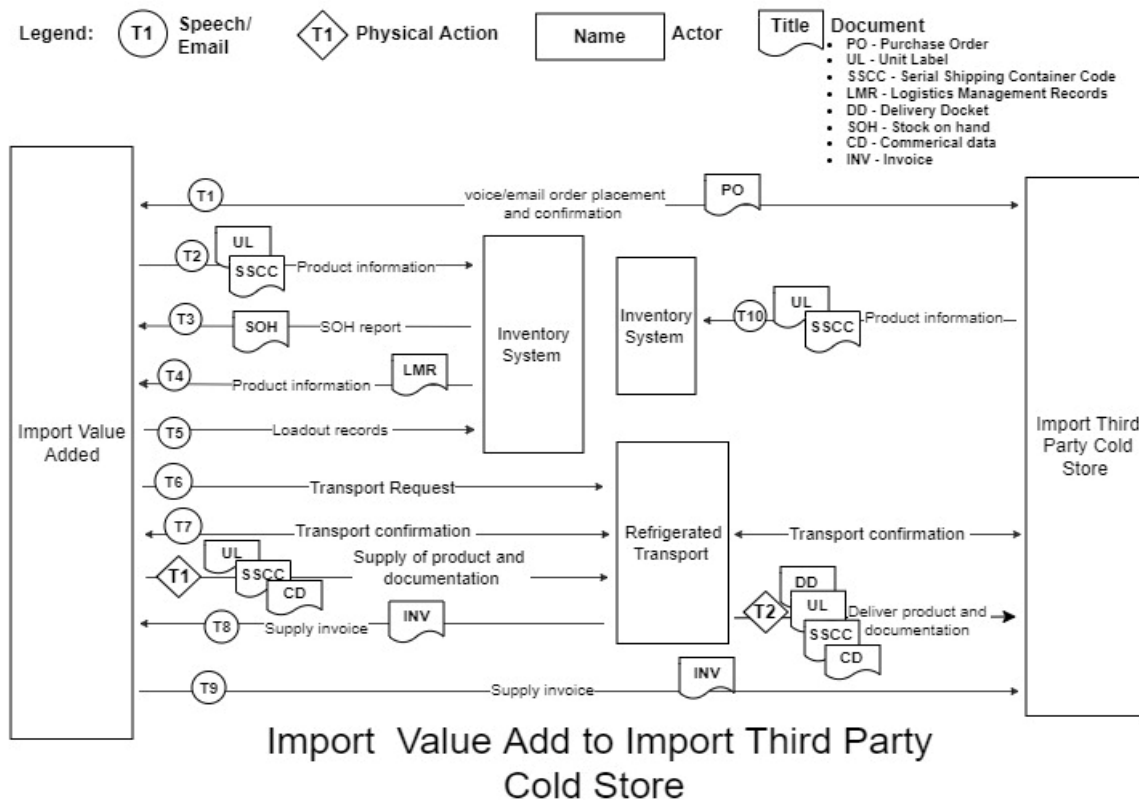 Legend:
T1
Speech/
Email
T1
Physical Action
Name
Actor
Title
Document
• PO - Purchase Order
• UL - Unit Label
• SSCC - Serial Shipping Container Code
• LMR - Logistics Management Records
• DD - Delivery Docket
• SOH - Stock on hand
• CD - Commerical data
• INV - Invoice
Import Value
Added
T1
voice/email order placement
and confirmation
PO
T2
UL
SSCC
Product information
T3
SOH
SOH report
T4
Product information
LMR
T5
Loadout records
Inventory
System
Inventory
System
T10
UL
SSCC
Product information
Import Third
Party Cold
Store
T6
Transport Request
T7
Transport confirmation
Refrigerated
Transport
Transport confirmation
T1
UL
SSCC
CD
Supply of product and
documentation
T2
DD
UL
SSCC
CD
Deliver product and
documentation
T8
Supply invoice
INV
T9
Supply invoice
INV
Import Value Add to Import Third Party
Cold Store